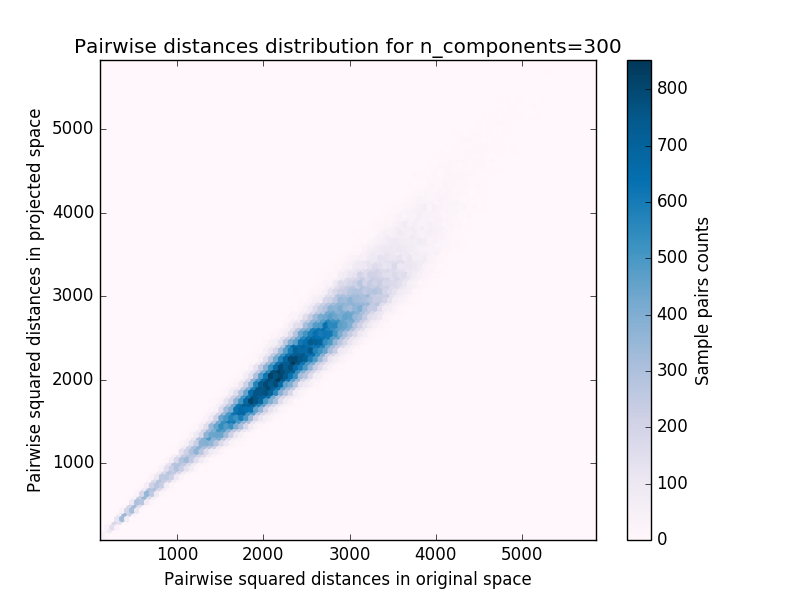 Pairwise distances distribution for n_components=300
Pairwise squared distances in projected space
5000
4000
3000
2000
1000
1000 2000 3000 4000 5000
Pairwise squared distances in original space
800
700
600
500
400
300
200
100
0
Sample pairs counts